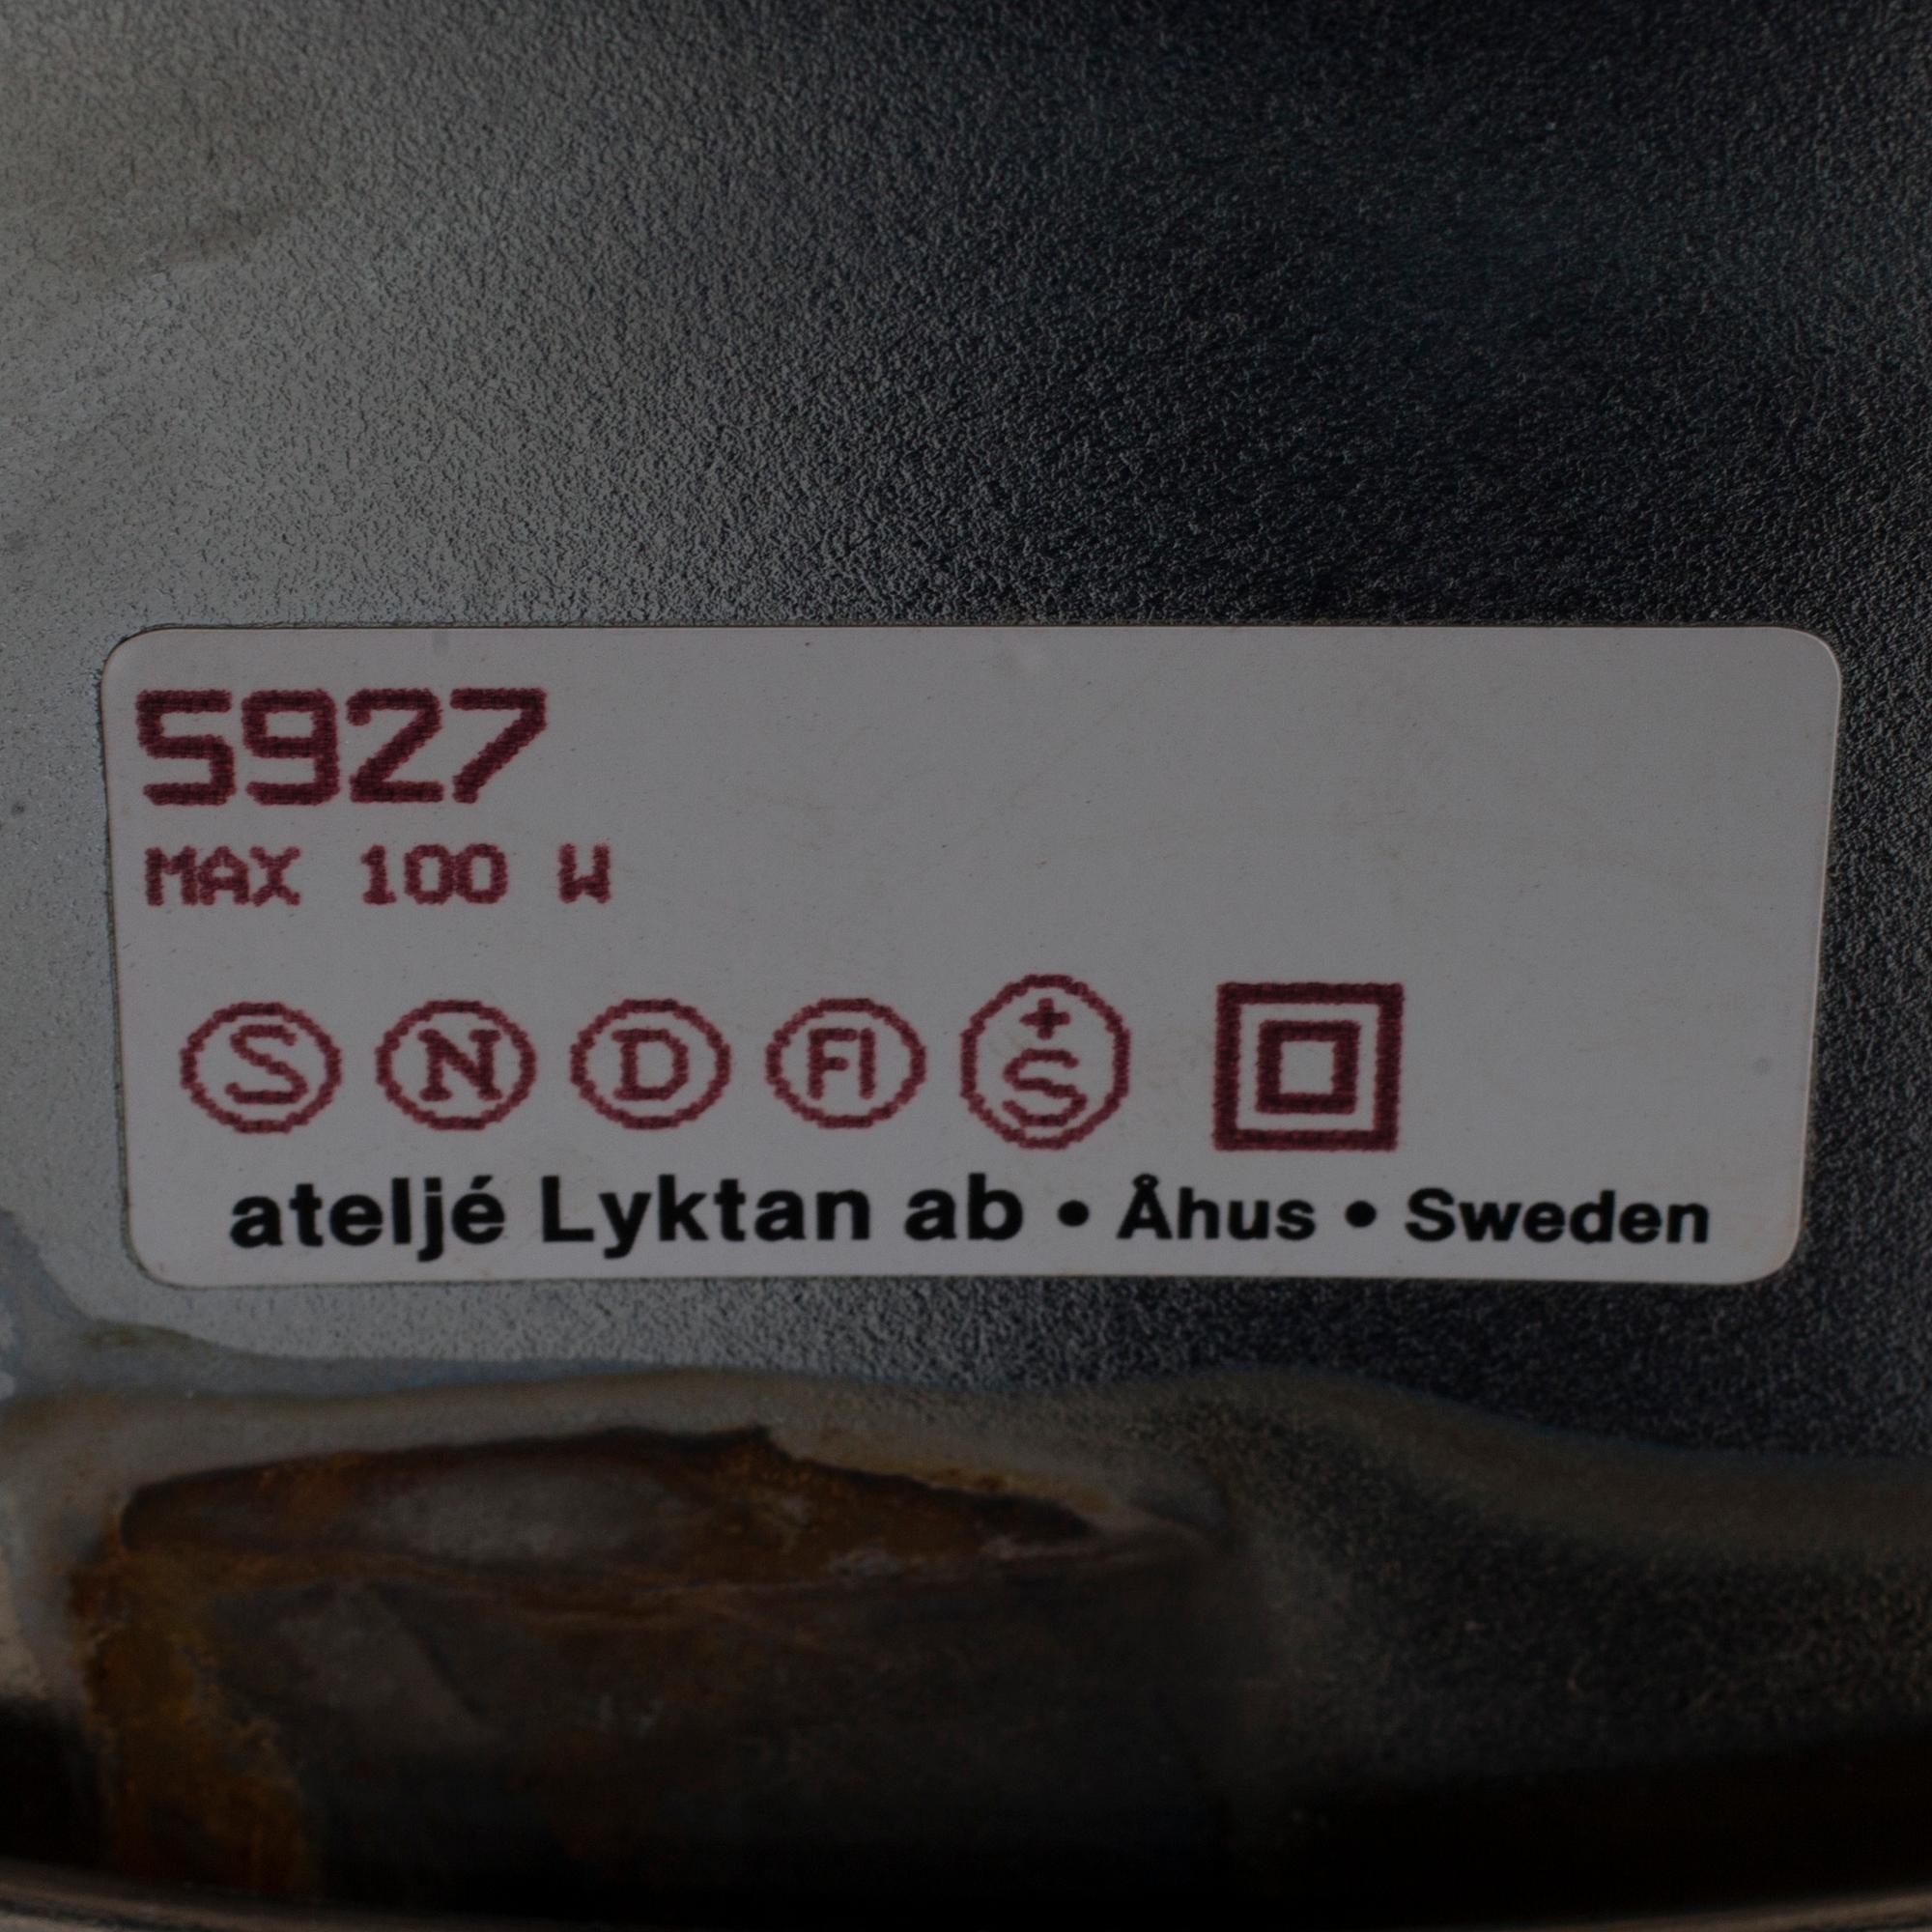 5927
MAX 100 W
S N D FI +S
ateljé Lyktan ab • Åhus • Sweden